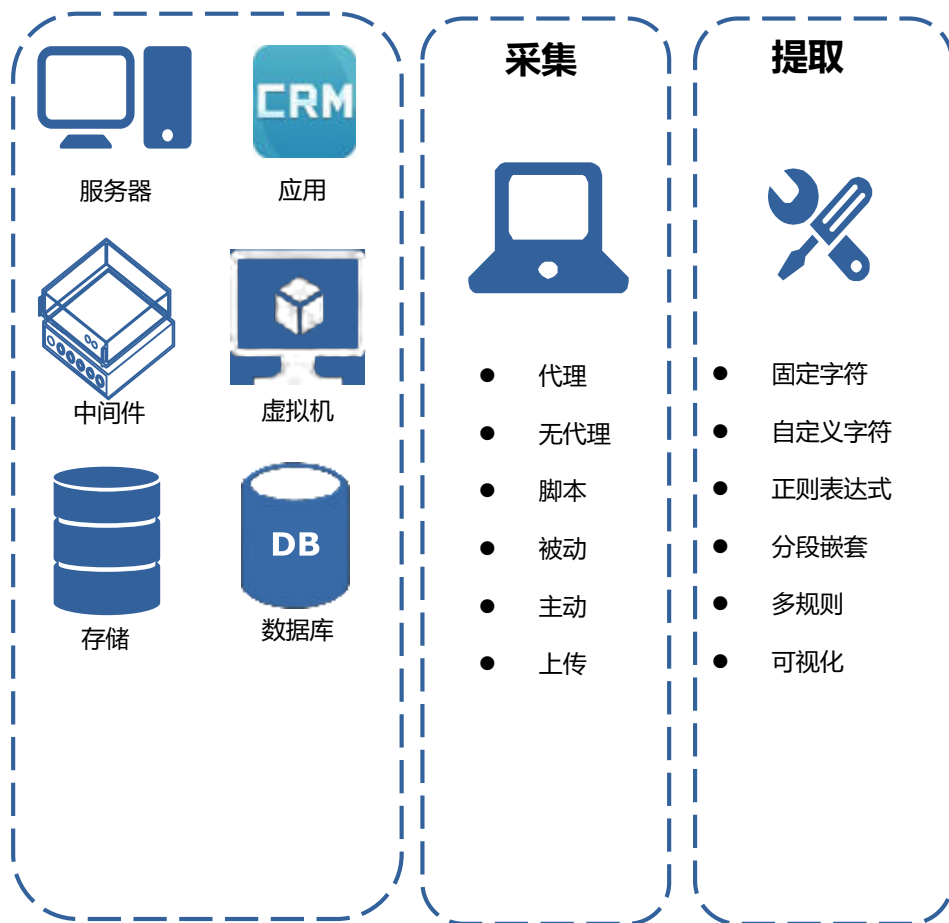 CRM
服务器
应用
中间件
虚拟机
DB
存储
数据库
采集
代理
无代理
脚本
被动
主动
上传
提取
固定字符
自定义字符
正则表达式
分段嵌套
多规则
可视化